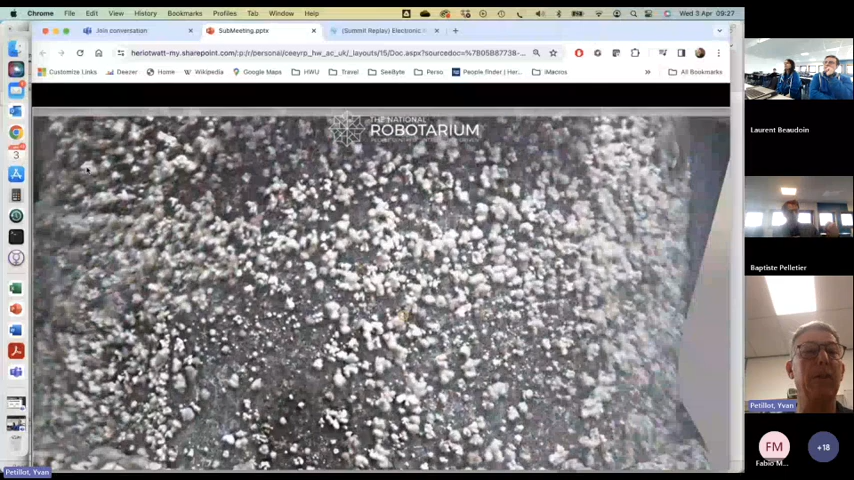 Chrome File Edit View History Bookmarks Profiles Tab Window Help Wed 3 Apr 09:27
Join conversation SubMeeting.pptx (Summit Replay) Electronic
heriotwatt-my.sharepoint.com/:p:/r/personal/ceeyrp_hw_ac_uk/_layouts/15/Doc.aspx?sourcedoc=%7B05B87738-...
Customize Links Deezer Home Wikipedia Google Maps HWU Travel SeeByte Perso People finder | Her... iMacros » All Bookmarks
THE NATIONAL
ROBOTARIUM
3
Laurent Beaudoin
Baptiste Pelletier
Petillot, Yvan
FM
+18
Fabio M...
Petillot, Yvan